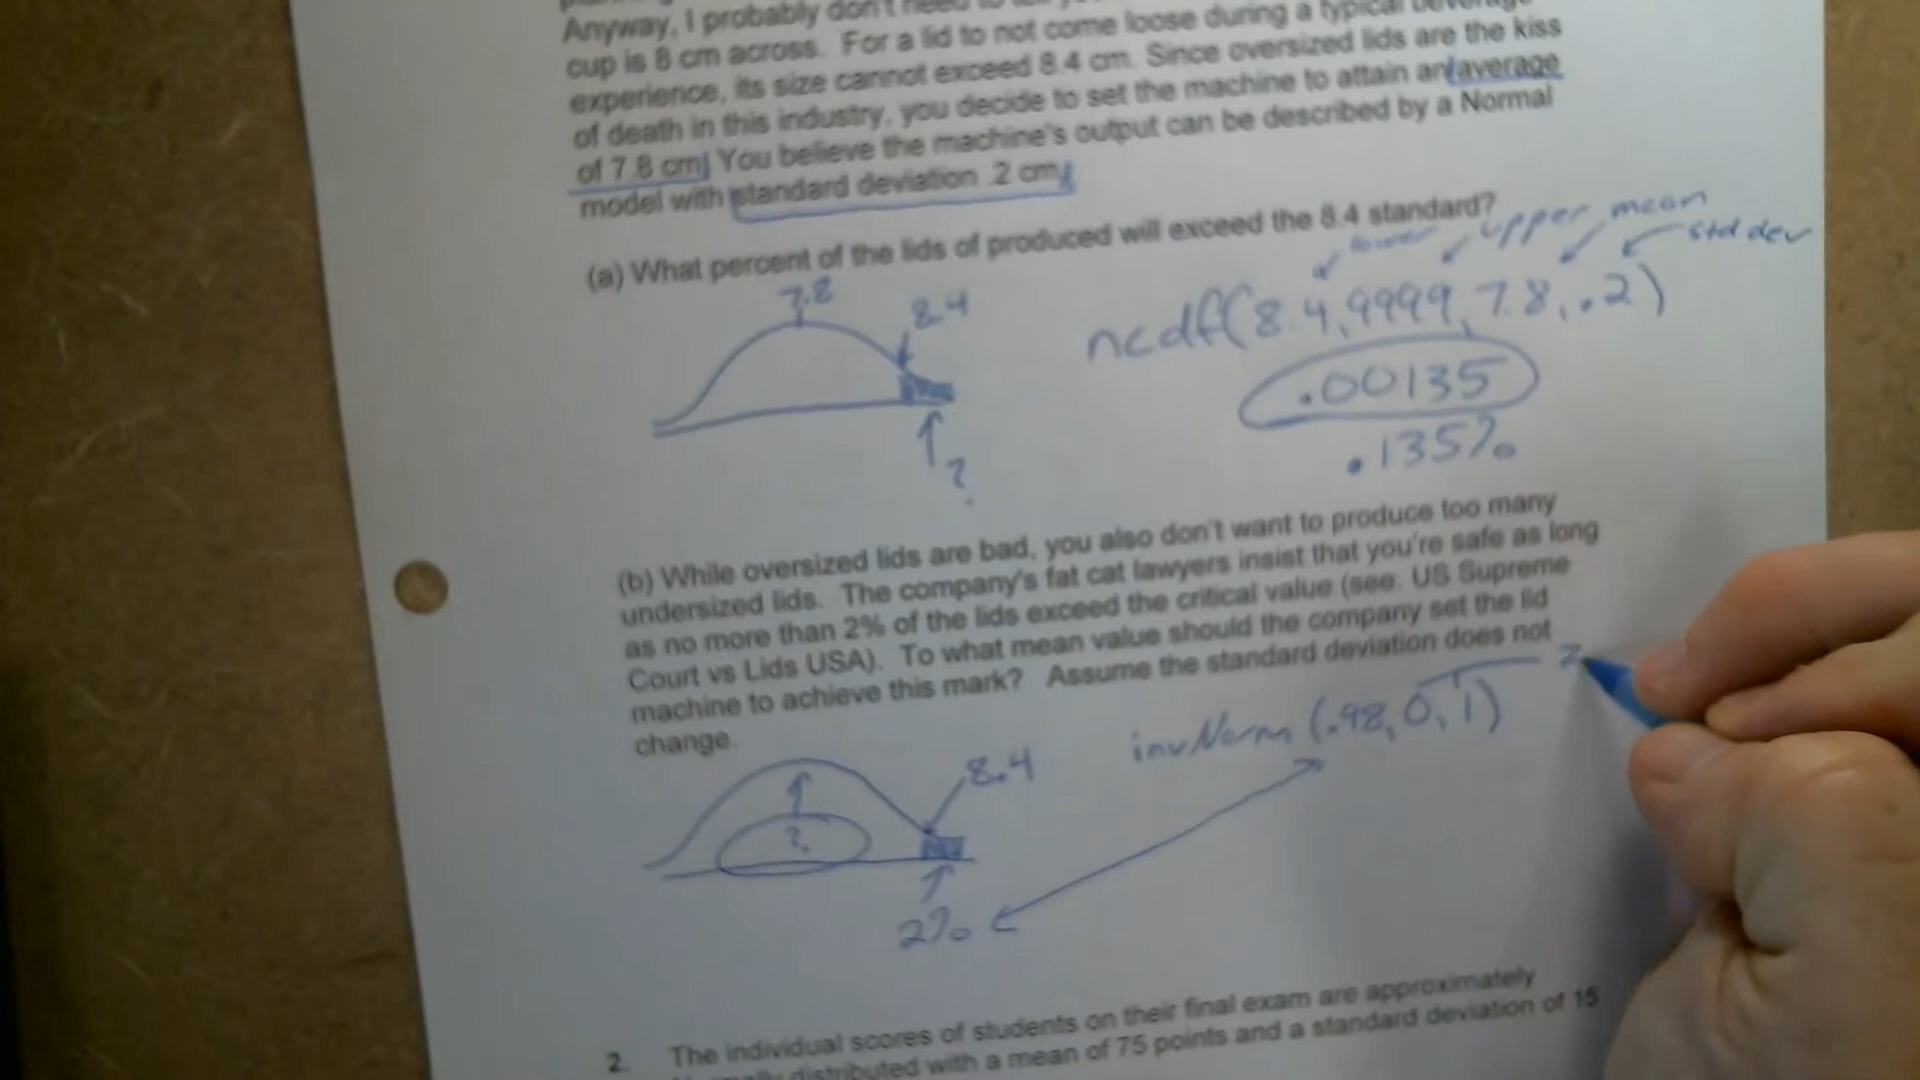 Anyway, I probably don't need to
cup is 8 cm across. For a lid to not come loose during a typical beverage
experience, its size cannot exceed 8.4 cm. Since oversized lids are the kiss
of death in this industry, you decide to set the machine to attain an average
of 7.8 cm. You believe the machine's output can be described by a Normal
model with standard deviation .2 cm.
(a) What percent of the lids of produced will exceed the 8.4 standard?
lower upper mean std dev
7.8
8.4
ncdf(8.4, 9999, 7.8, .2)
.00135
.135%
?
(b) While oversized lids are bad, you also don't want to produce too many
undersized lids. The company's fat cat lawyers insist that you're safe as long
as no more than 2% of the lids exceed the critical value (see. US Supreme
Court vs Lids USA). To what mean value should the company set the lid
machine to achieve this mark? Assume the standard deviation does not
change.
z
invNorm (.98, 0, 1)
8.4
?
2%
2. The individual scores of students on their final exam are approximately
distributed with a mean of 75 points and a standard deviation of 15